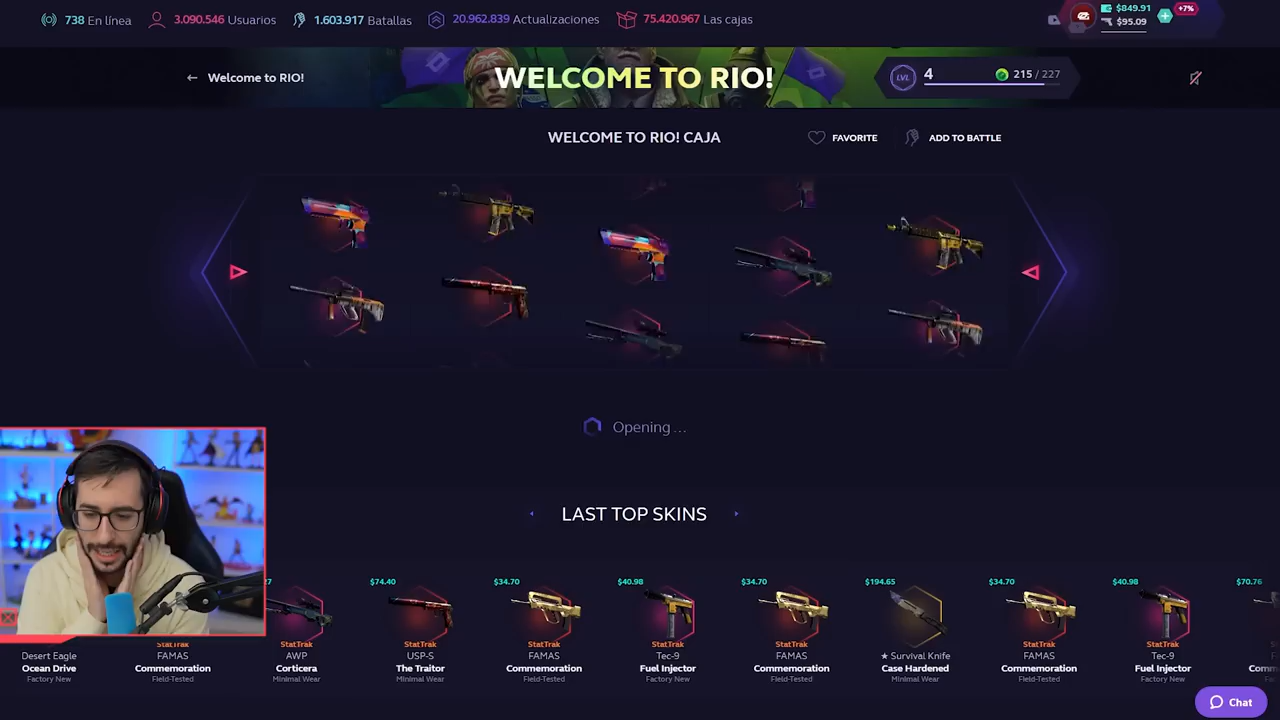 738 En línea
3.090.546 Usuarios
1.603.917 Batallas
20.962.839 Actualizaciones
75.420.967 Las cajas
$849.91
$95.09
+7%
Welcome to RIO!
WELCOME TO RIO!
LVL
4
215 / 227
WELCOME TO RIO! CAJA
FAVORITE
ADD TO BATTLE
Opening ...
LAST TOP SKINS
$74.40
$34.70
$40.98
$34.70
$194.65
$34.70
$40.98
$70.76
Desert Eagle
Ocean Drive
Factory New
StatTrak
FAMAS
Commemoration
Field-Tested
StatTrak
AWP
Corticera
Minimal Wear
StatTrak
USP-S
The Traitor
Minimal Wear
StatTrak
FAMAS
Commemoration
Field-Tested
StatTrak
Tec-9
Fuel Injector
Factory New
StatTrak
FAMAS
Commemoration
Field-Tested
★ Survival Knife
Case Hardened
Minimal Wear
StatTrak
FAMAS
Commemoration
Field-Tested
StatTrak
Tec-9
Fuel Injector
Factory New
Chat